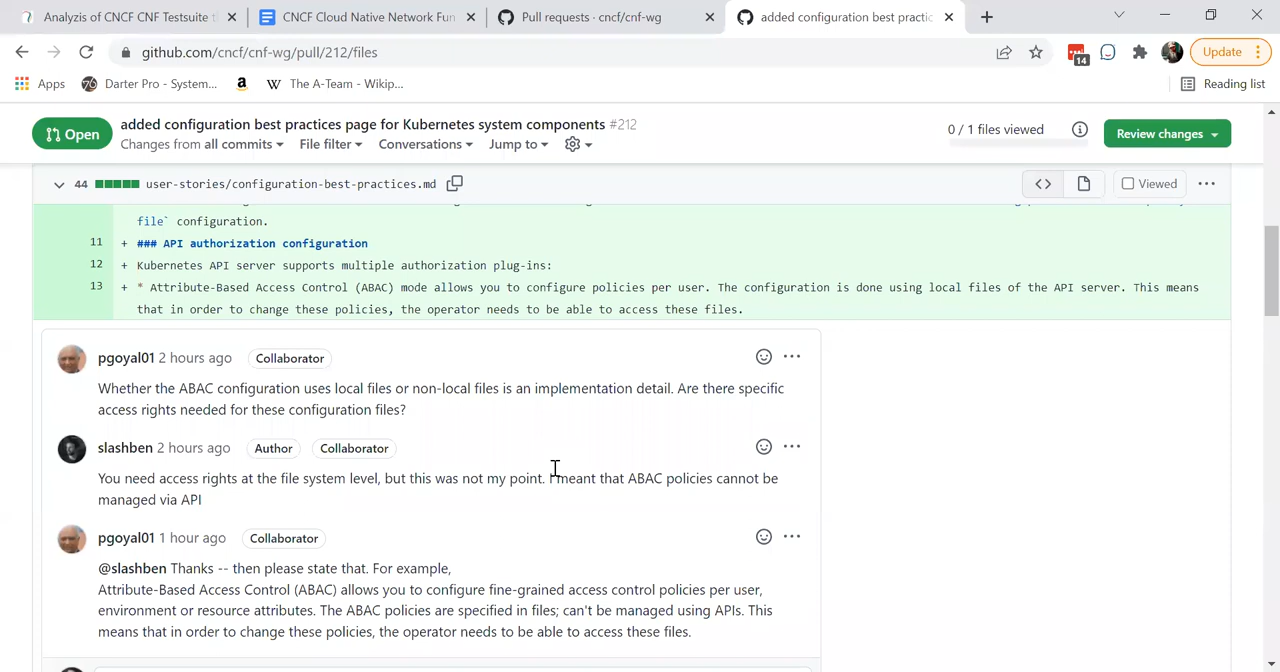 Analyzis of CNCF CNF Testsuite t
CNCF Cloud Native Network Fun
Pull requests · cncf/cnf-wg
added configuration best practic
github.com/cncf/cnf-wg/pull/212/files
14
Update
Apps
76
Darter Pro - System...
a
W
The A-Team - Wikip...
Reading list
Open
added configuration best practices page for Kubernetes system components #212
Changes from all commits
File filter
Conversations
Jump to
0 / 1 files viewed
Review changes
44
user-stories/configuration-best-practices.md
<>
Viewed
file` configuration.
11 + ### API authorization configuration
12 + Kubernetes API server supports multiple authorization plug-ins:
13 + * Attribute-Based Access Control (ABAC) mode allows you to configure policies per user. The configuration is done using local files of the API server. This means
that in order to change these policies, the operator needs to be able to access these files.
pgoyal01 2 hours ago Collaborator
Whether the ABAC configuration uses local files or non-local files is an implementation detail. Are there specific
access rights needed for these configuration files?
slashben 2 hours ago Author Collaborator
You need access rights at the file system level, but this was not my point. I meant that ABAC policies cannot be
managed via API
pgoyal01 1 hour ago Collaborator
@slashben Thanks -- then please state that. For example,
Attribute-Based Access Control (ABAC) allows you to configure fine-grained access control policies per user,
environment or resource attributes. The ABAC policies are specified in files; can't be managed using APIs. This
means that in order to change these policies, the operator needs to be able to access these files.